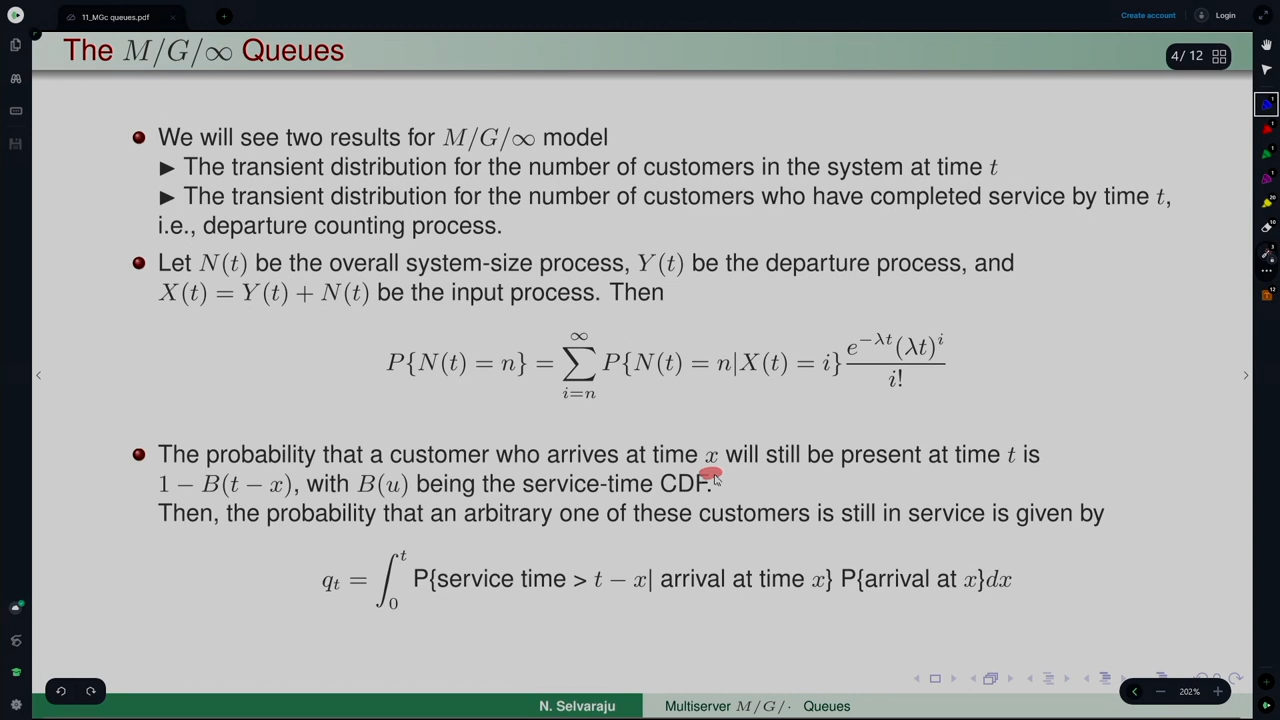 11_MGc queues.pdf
Create account
Login
The M/G/∞ Queues
4/ 12
We will see two results for M/G/∞ model
▶ The transient distribution for the number of customers in the system at time t
▶ The transient distribution for the number of customers who have completed service by time t,
i.e., departure counting process.
Let N(t) be the overall system-size process, Y(t) be the departure process, and
X(t) = Y(t) + N(t) be the input process. Then
P{N(t) = n} = ∑_{i=n}^{∞} P{N(t) = n|X(t) = i} \frac{e^{-λt}(λt)^i}{i!}
The probability that a customer who arrives at time x will still be present at time t is
1 − B(t − x), with B(u) being the service-time CDF.
Then, the probability that an arbitrary one of these customers is still in service is given by
q_t = ∫_0^t P{service time > t − x| arrival at time x} P{arrival at x}dx
202%
N. Selvaraju
Multiserver M/G/· Queues